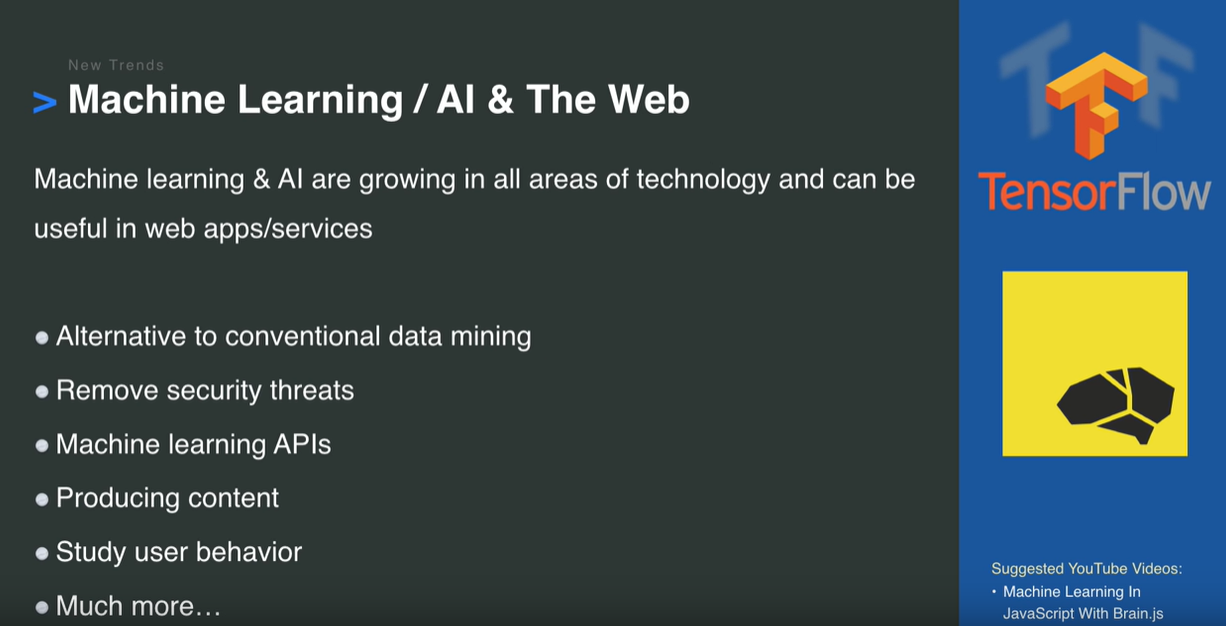 New Trends
> Machine Learning / AI & The Web
Machine learning & AI are growing in all areas of technology and can be
useful in web apps/services
Alternative to conventional data mining
Remove security threats
Machine learning APIs
Producing content
Study user behavior
Much more…
TensorFlow
Suggested YouTube Videos:
• Machine Learning In
JavaScript With Brain.js